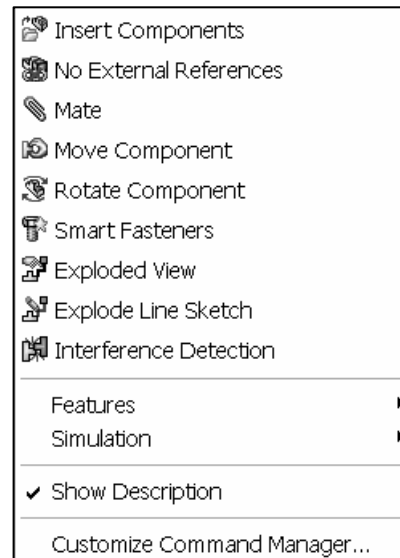 Insert Components
No External References
Mate
Move Component
Rotate Component
Smart Fasteners
Exploded View
Explode Line Sketch
Interference Detection
Features
Simulation
Show Description
Customize Command Manager...